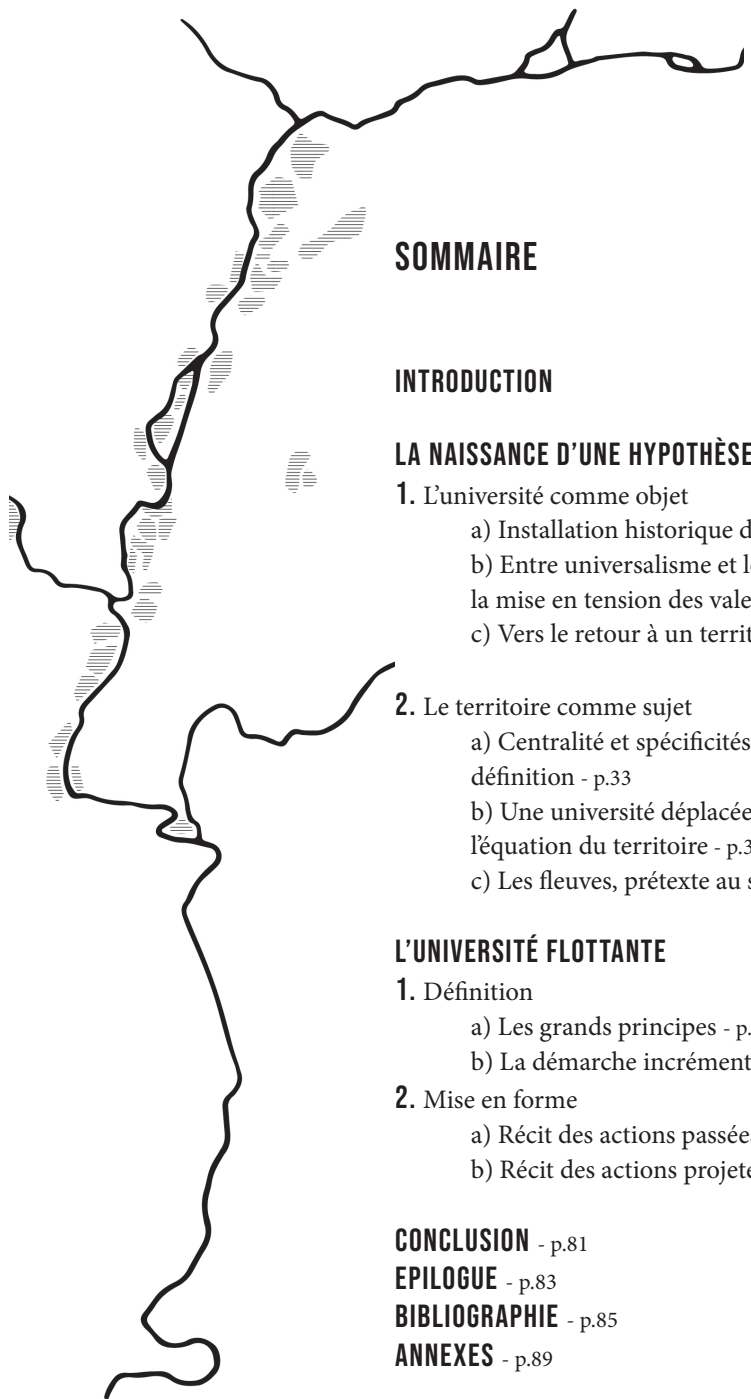 SOMMAIRE
INTRODUCTION
LA NAISSANCE D’UNE HYPOTHÈSE
1. L’université comme objet
a) Installation historique d
b) Entre universalisme et l
la mise en tension des vale
c) Vers le retour à un territ
2. Le territoire comme sujet
a) Centralité et spécificités
définition - p.33
b) Une université déplacée
l’équation du territoire - p.3
c) Les fleuves, prétexte au s
L’UNIVERSITÉ FLOTTANTE
1. Définition
a) Les grands principes - p.
b) La démarche incrément
2. Mise en forme
a) Récit des actions passées
b) Récit des actions projeté
CONCLUSION - p.81
EPILOGUE - p.83
BIBLIOGRAPHIE - p.85
ANNEXES - p.89